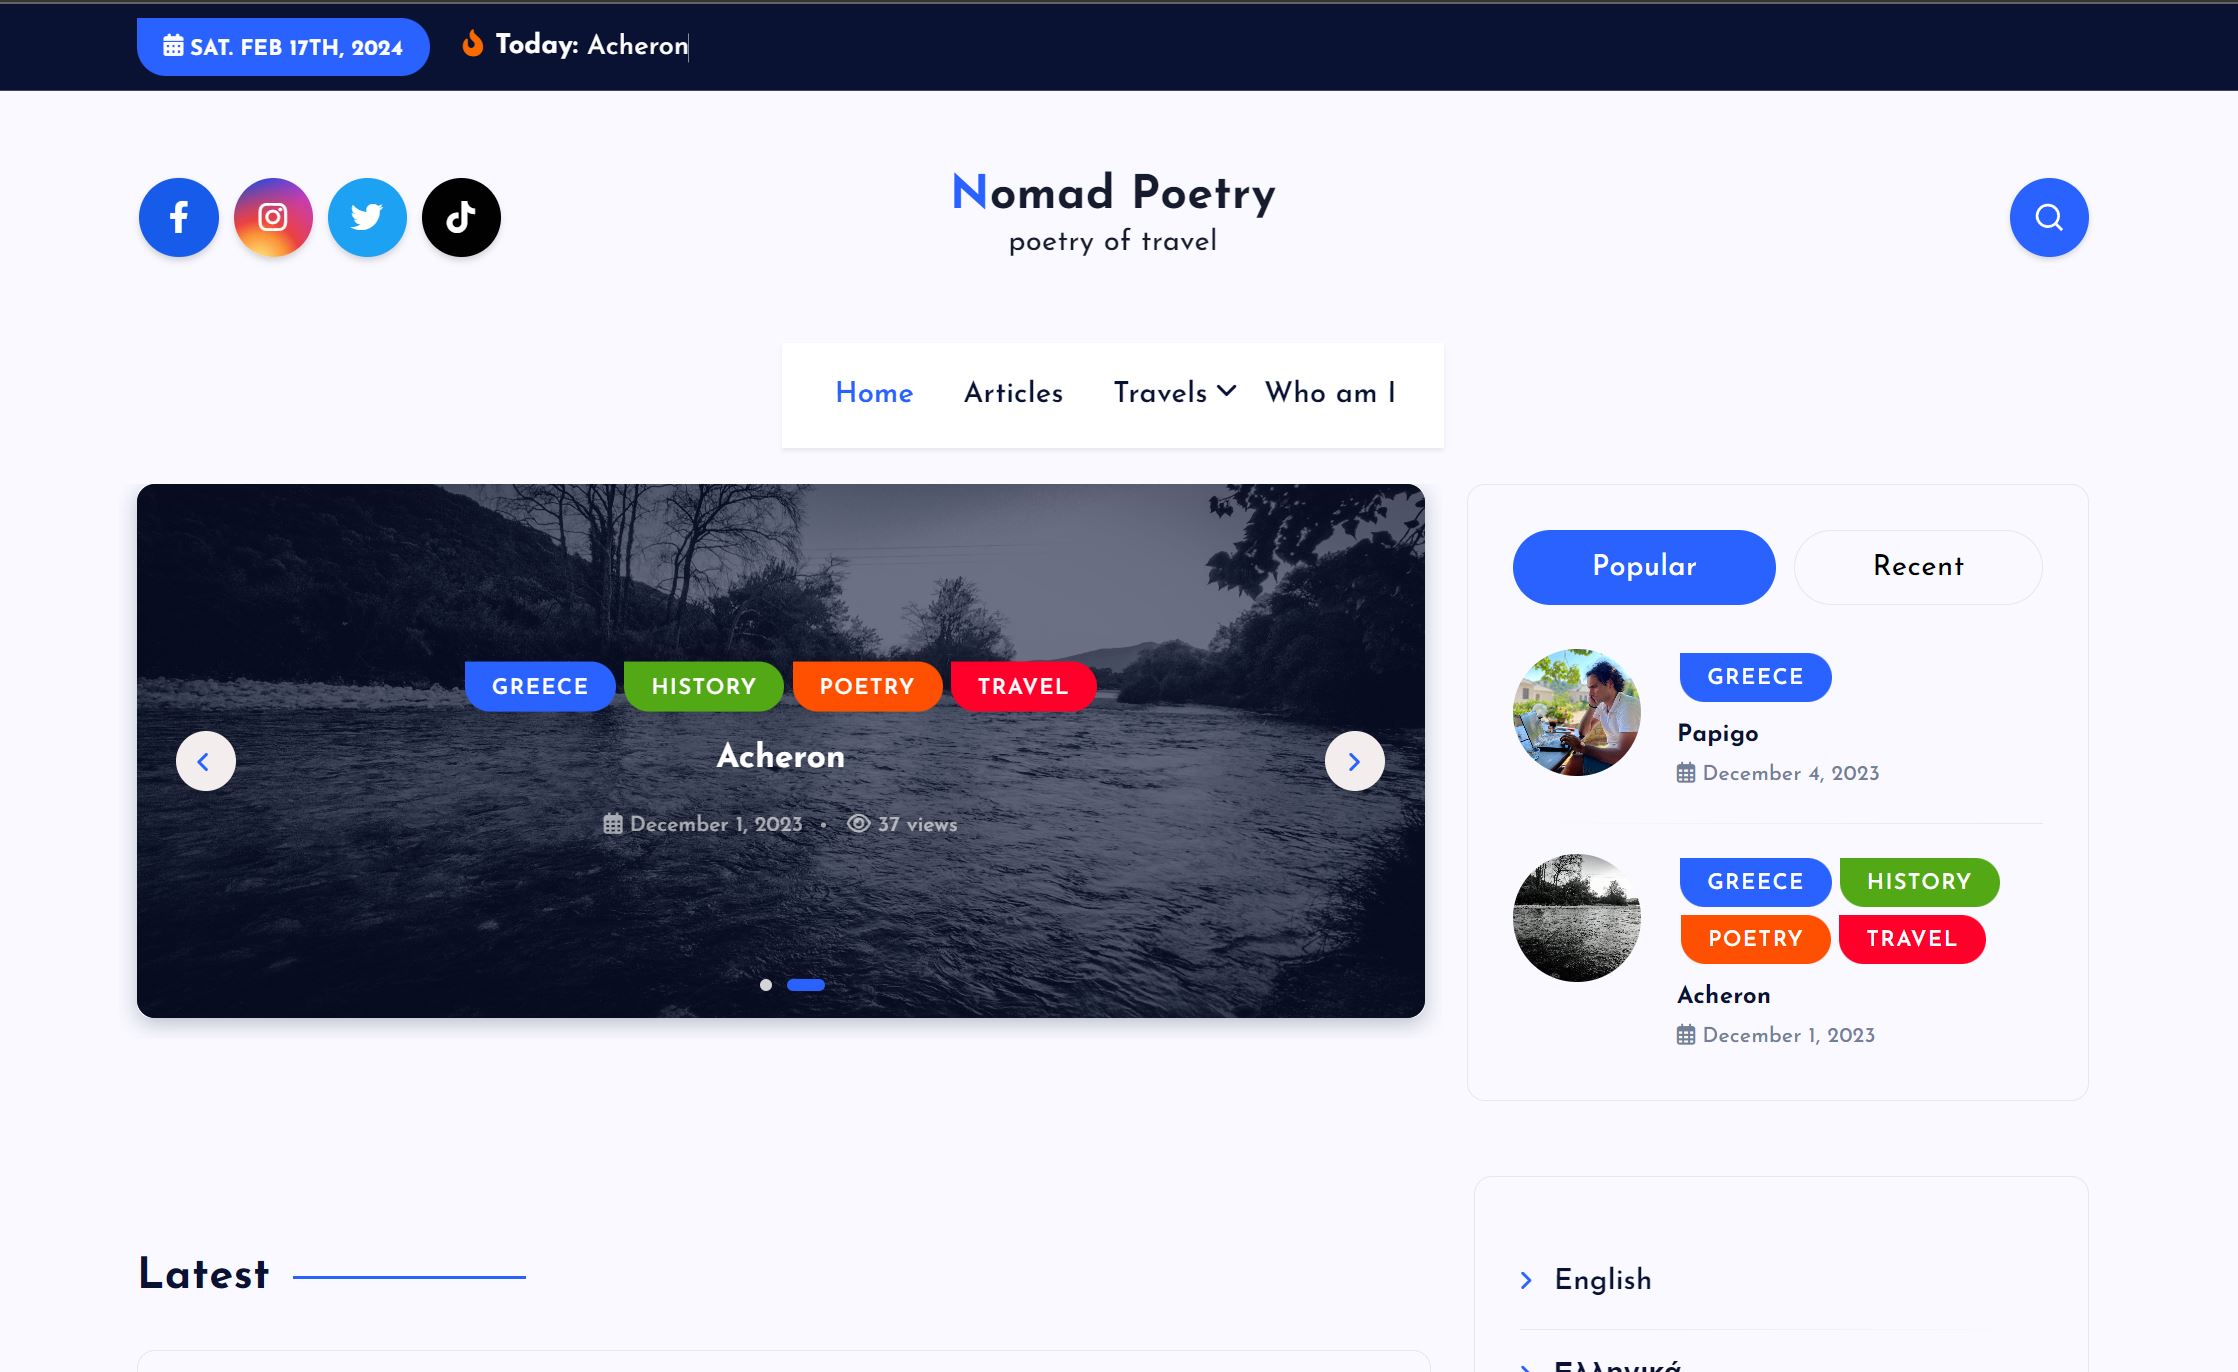 SAT. FEB 17TH, 2024
Today: Acheron
Nomad Poetry
poetry of travel
Home Articles Travels Who am I
GREECE HISTORY POETRY TRAVEL
Acheron
December 1, 2023 • 37 views
Popular Recent
GREECE
Papigo
December 4, 2023
GREECE HISTORY
POETRY TRAVEL
Acheron
December 1, 2023
Latest
English
Ελληνικά